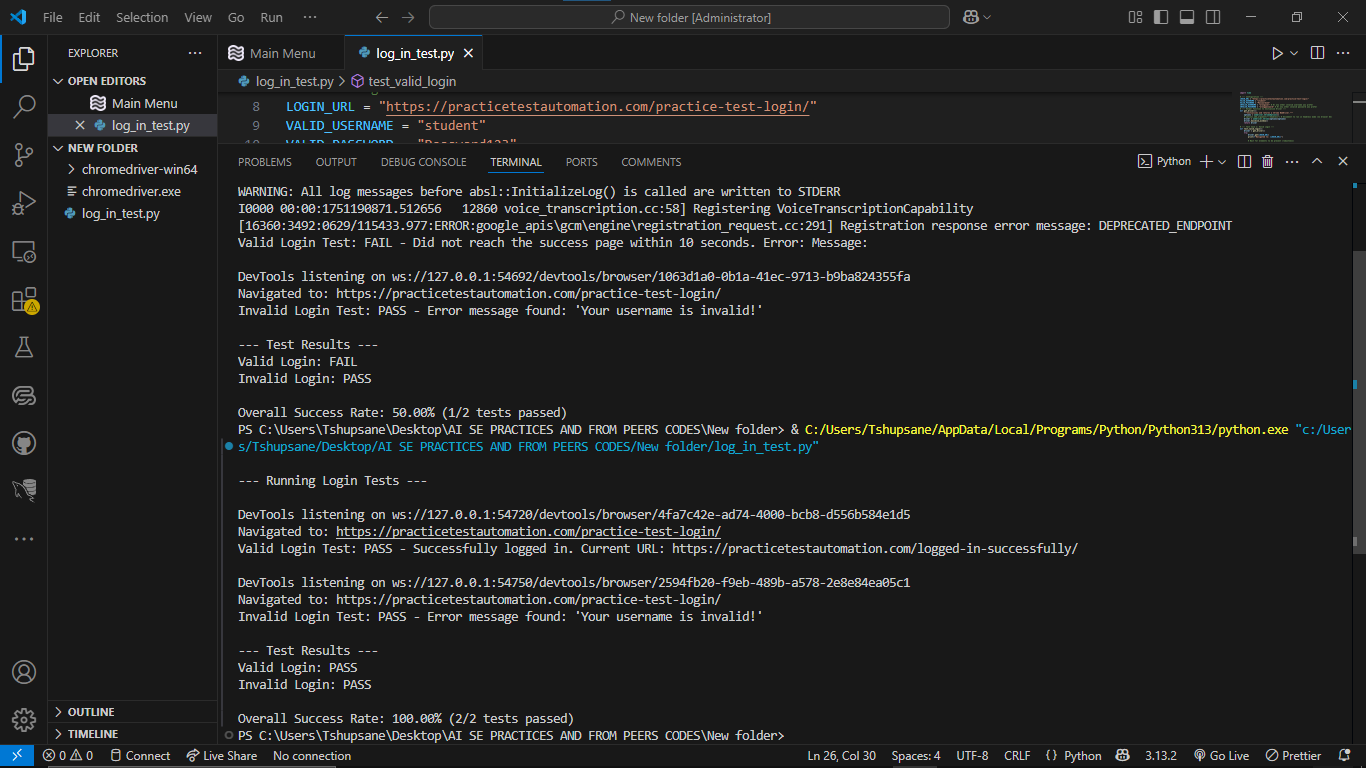 File Edit Selection View Go Run ··· New folder [Administrator]
EXPLORER ···
OPEN EDITORS
Main Menu
log_in_test.py
NEW FOLDER
chromedriver-win64
chromedriver.exe
log_in_test.py
OUTLINE
TIMELINE
Main Menu log_in_test.py
log_in_test.py > test_valid_login
8 LOGIN_URL = "https://practicetestautomation.com/practice-test-login/"
9 VALID_USERNAME = "student"
10 VALID_PASSWORD = "Password123"
PROBLEMS OUTPUT DEBUG CONSOLE TERMINAL PORTS COMMENTS Python
WARNING: All log messages before absl::InitializeLog() is called are written to STDERR
I0000 00:00:1751190871.512656   12860 voice_transcription.cc:58] Registering VoiceTranscriptionCapability
[16360:3492:0629/115433.977:ERROR:google_apis\gcm\engine\registration_request.cc:291] Registration response error message: DEPRECATED_ENDPOINT
Valid Login Test: FAIL - Did not reach the success page within 10 seconds. Error: Message:
DevTools listening on ws://127.0.0.1:54692/devtools/browser/1063d1a0-0b1a-41ec-9713-b9ba824355fa
Navigated to: https://practicetestautomation.com/practice-test-login/
Invalid Login Test: PASS - Error message found: 'Your username is invalid!'
--- Test Results ---
Valid Login: FAIL
Invalid Login: PASS
Overall Success Rate: 50.00% (1/2 tests passed)
PS C:\Users\Tshupsane\Desktop\AI SE PRACTICES AND FROM PEERS CODES\New folder> & C:/Users/Tshupsane/AppData/Local/Programs/Python/Python313/python.exe "c:/User
s/Tshupsane/Desktop/AI SE PRACTICES AND FROM PEERS CODES/New folder/log_in_test.py"
--- Running Login Tests ---
DevTools listening on ws://127.0.0.1:54720/devtools/browser/4fa7c42e-ad74-4000-bcb8-d556b584e1d5
Navigated to: https://practicetestautomation.com/practice-test-login/
Valid Login Test: PASS - Successfully logged in. Current URL: https://practicetestautomation.com/logged-in-successfully/
DevTools listening on ws://127.0.0.1:54750/devtools/browser/2594fb20-f9eb-489b-a578-2e8e84ea05c1
Navigated to: https://practicetestautomation.com/practice-test-login/
Invalid Login Test: PASS - Error message found: 'Your username is invalid!'
--- Test Results ---
Valid Login: PASS
Invalid Login: PASS
Overall Success Rate: 100.00% (2/2 tests passed)
PS C:\Users\Tshupsane\Desktop\AI SE PRACTICES AND FROM PEERS CODES\New folder>
0 0 Connect Live Share No connection Ln 26, Col 30 Spaces: 4 UTF-8 CRLF {} Python 3.13.2 Go Live Prettier